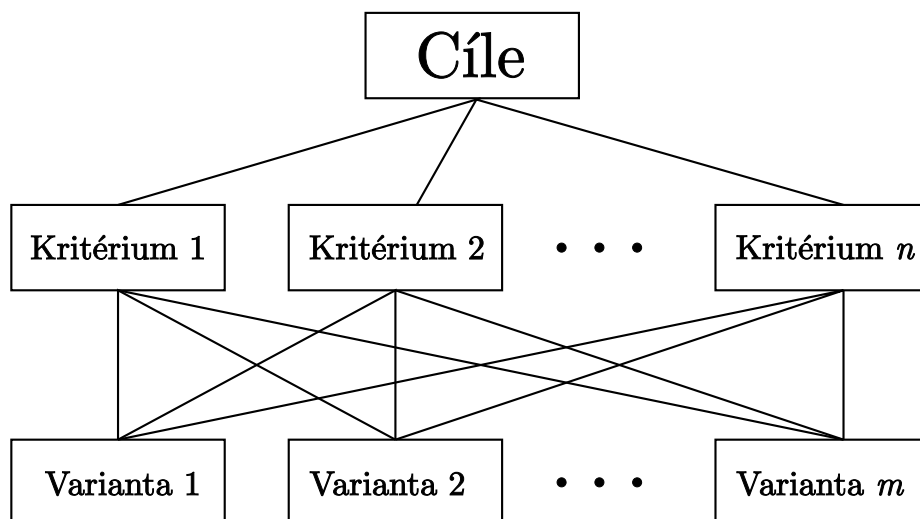 Cíle
Kritérium 1 Kritérium 2 • • • Kritérium n
Varianta 1 Varianta 2 • • • Varianta m